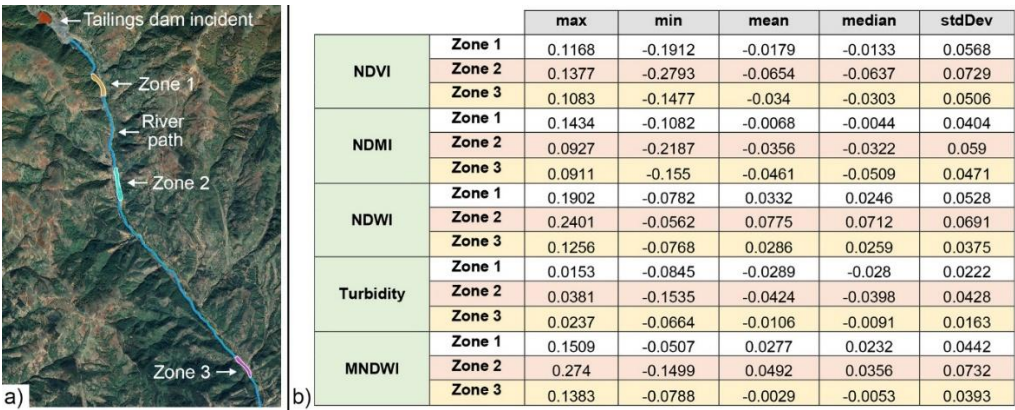 Tailings dam incident
Zone 1
River
path
Zone 2
Zone 3
a)
b)
max min mean median stdDev
NDVI
Zone 1 0.1168 -0.1912 -0.0179 -0.0133 0.0568
Zone 2 0.1377 -0.2793 -0.0654 -0.0637 0.0729
Zone 3 0.1083 -0.1477 -0.034 -0.0303 0.0506
NDMI
Zone 1 0.1434 -0.1082 -0.0068 -0.0044 0.0404
Zone 2 0.0927 -0.2187 -0.0356 -0.0322 0.059
Zone 3 0.0911 -0.155 -0.0461 -0.0509 0.0471
NDWI
Zone 1 0.1902 -0.0782 0.0332 0.0246 0.0528
Zone 2 0.2401 -0.0562 0.0775 0.0712 0.0691
Zone 3 0.1256 -0.0768 0.0286 0.0259 0.0375
Turbidity
Zone 1 0.0153 -0.0845 -0.0289 -0.028 0.0222
Zone 2 0.0381 -0.1535 -0.0424 -0.0398 0.0428
Zone 3 0.0237 -0.0664 -0.0106 -0.0091 0.0163
MNDWI
Zone 1 0.1509 -0.0507 0.0277 0.0232 0.0442
Zone 2 0.274 -0.1499 0.0492 0.0356 0.0732
Zone 3 0.1383 -0.0788 -0.0029 -0.0053 0.0393